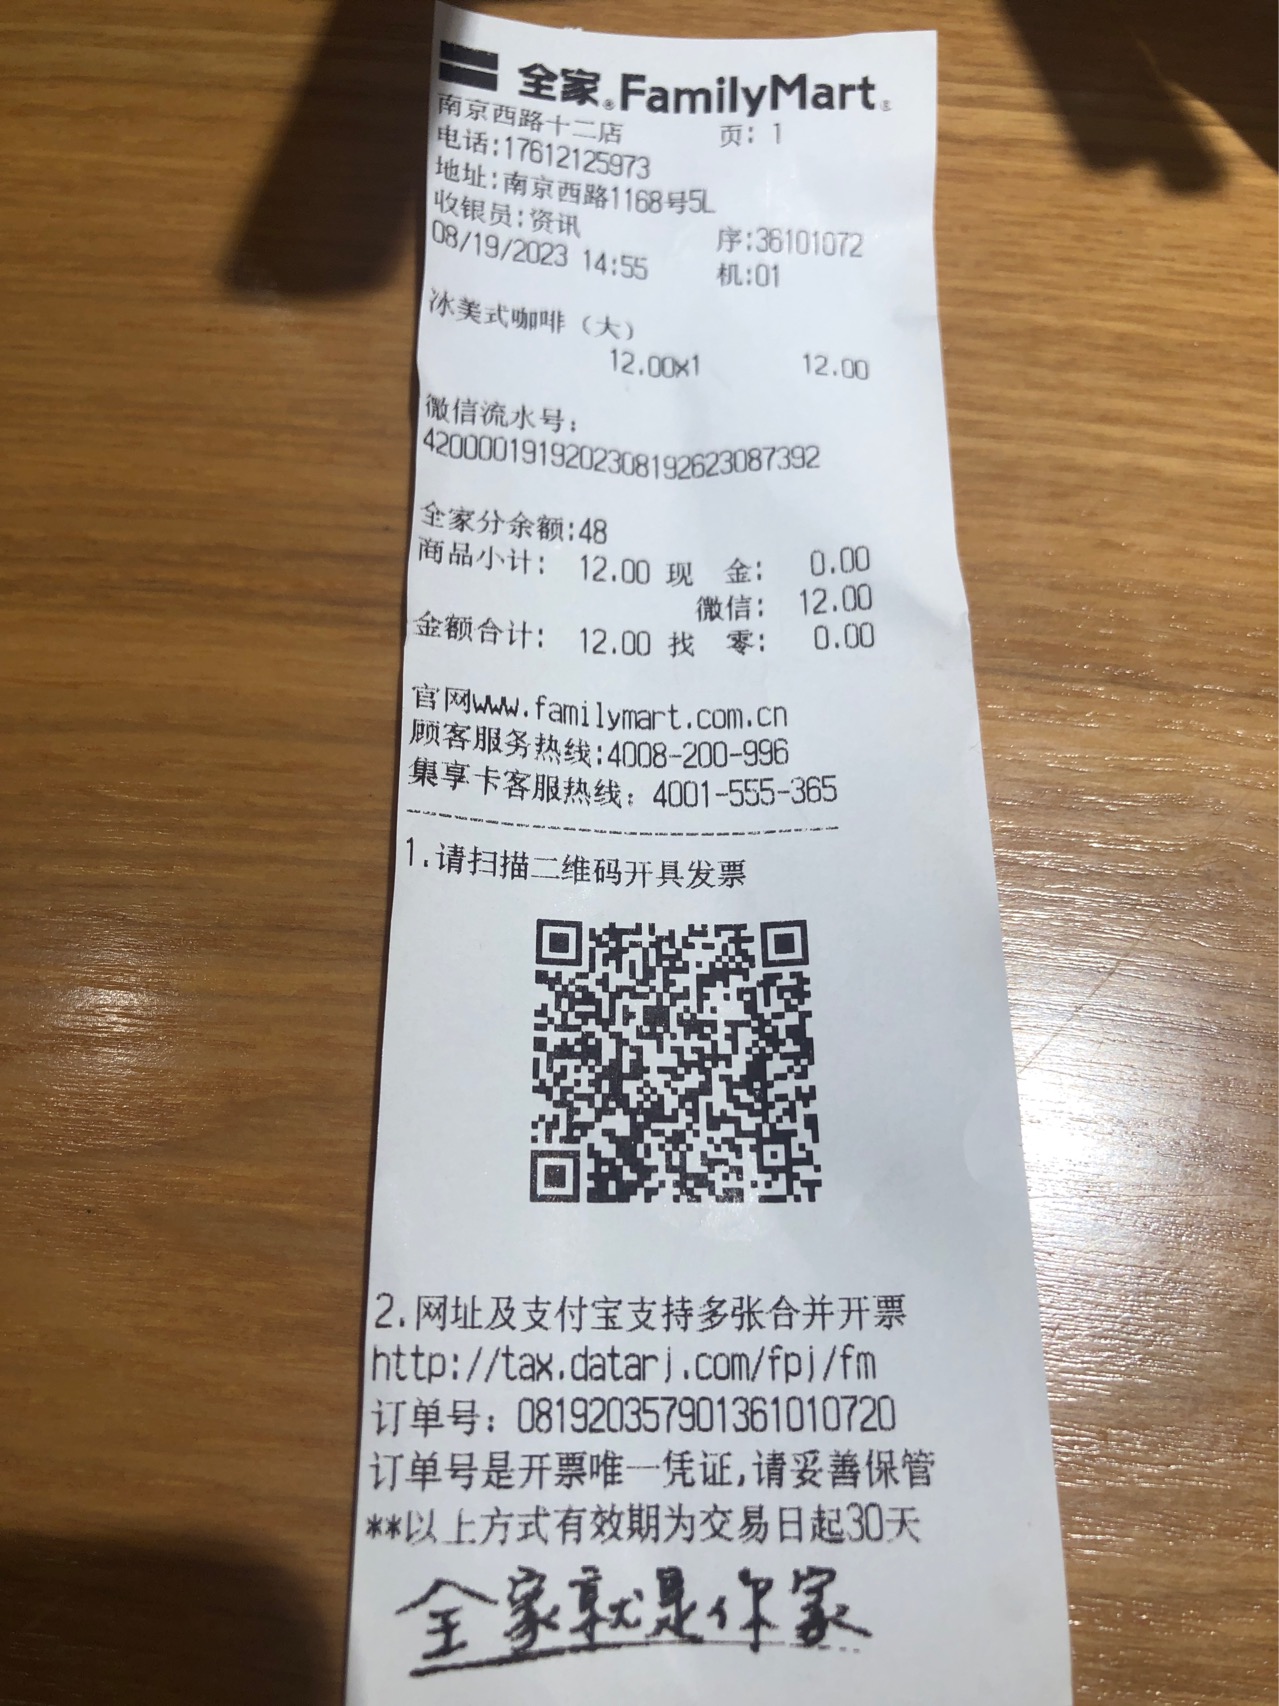 全家®FamilyMart®
南京西路十二店 页: 1
电话:17612125973
地址:南京西路1168号5L
收银员:资讯 序:36101072
08/19/2023 14:55 机:01
冰美式咖啡（大）
12.00x1 12.00
微信流水号：
4200001919202308192623087392
全家分余额:48
商品小计: 12.00 现 金: 0.00
微信: 12.00
金额合计: 12.00 找 零: 0.00
官网www.familymart.com.cn
顾客服务热线:4008-200-996
集享卡客服热线：4001-555-365
1.请扫描二维码开具发票
2.网址及支付宝支持多张合并开票
http://tax.datarj.com/fpj/fm
订单号：081920357901361010720
订单号是开票唯一凭证,请妥善保管
**以上方式有效期为交易日起30天
全家就是你家